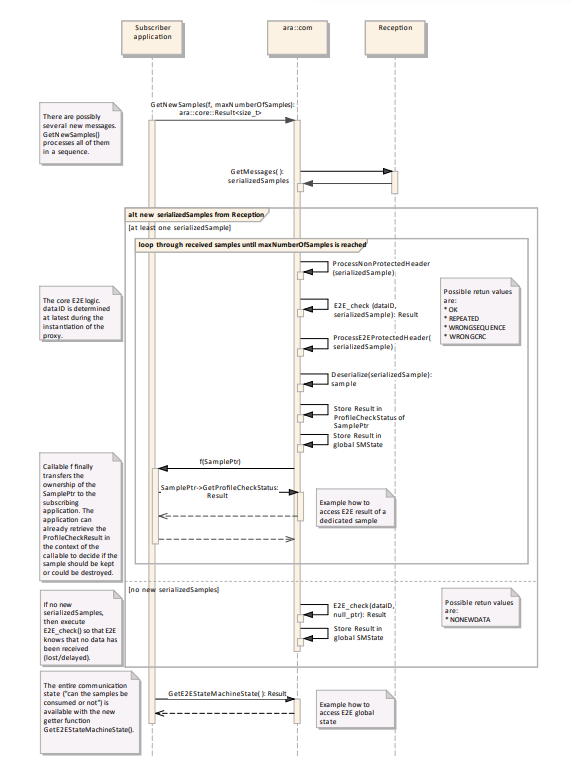 Subscriber
application
ara::com
Reception
GetNewSamples(f, maxNumberOfSamples):
ara::core::Result<size_t>
There are possibly
several new messages.
GetNewSamples()
processes all of them
in a sequence.
GetMessages():
serializedSamples
alt new serializedSamples from Reception
[at least one serializedSample]
loop through received samples until maxNumberOfSamples is reached
ProcessNonProtectedHeader
(serializedSample)
The core E2E logic.
dataID is determined
at latest during the
instantiation of the
proxy.
E2E_check (dataID,
serializedSample): Result
Possible retun values
are:
* OK
* REPEATED
* WRONGSEQUENCE
* WRONGCRC
ProcessE2EProtectedHeader(
serializedSample)
Deserialize(serializedSample):
sample
Store Result in
ProfileCheckStatus of
SamplePtr
Store Result in
global SMState
f(SamplePtr)
Callable f finally
transfers the
ownership of the
SamplePtr to the
subscribing
application. The
application can
already retrieve the
ProfileCheckResult in
the context of the
callable to decide if the
sample should be kept
or could be destroyed.
SamplePtr->GetProfileCheckStatus:
Result
Example how to
access E2E result of a
dedicated sample
[no new serializedSamples]
If no new
serializedSamples,
then execute
E2E_check() so that E2E
knows that no data has
been received
(lost/delayed).
E2E_check(dataID,
null_ptr): Result
Store Result in
global SMState
Possible retun values
are:
* NONEWDATA
The entire communication
state ("can the samples be
consumed or not") is
available with the new
getter function
GetE2EStateMachineState().
GetE2EStateMachineState(): Result
Example how to
access E2E global
state